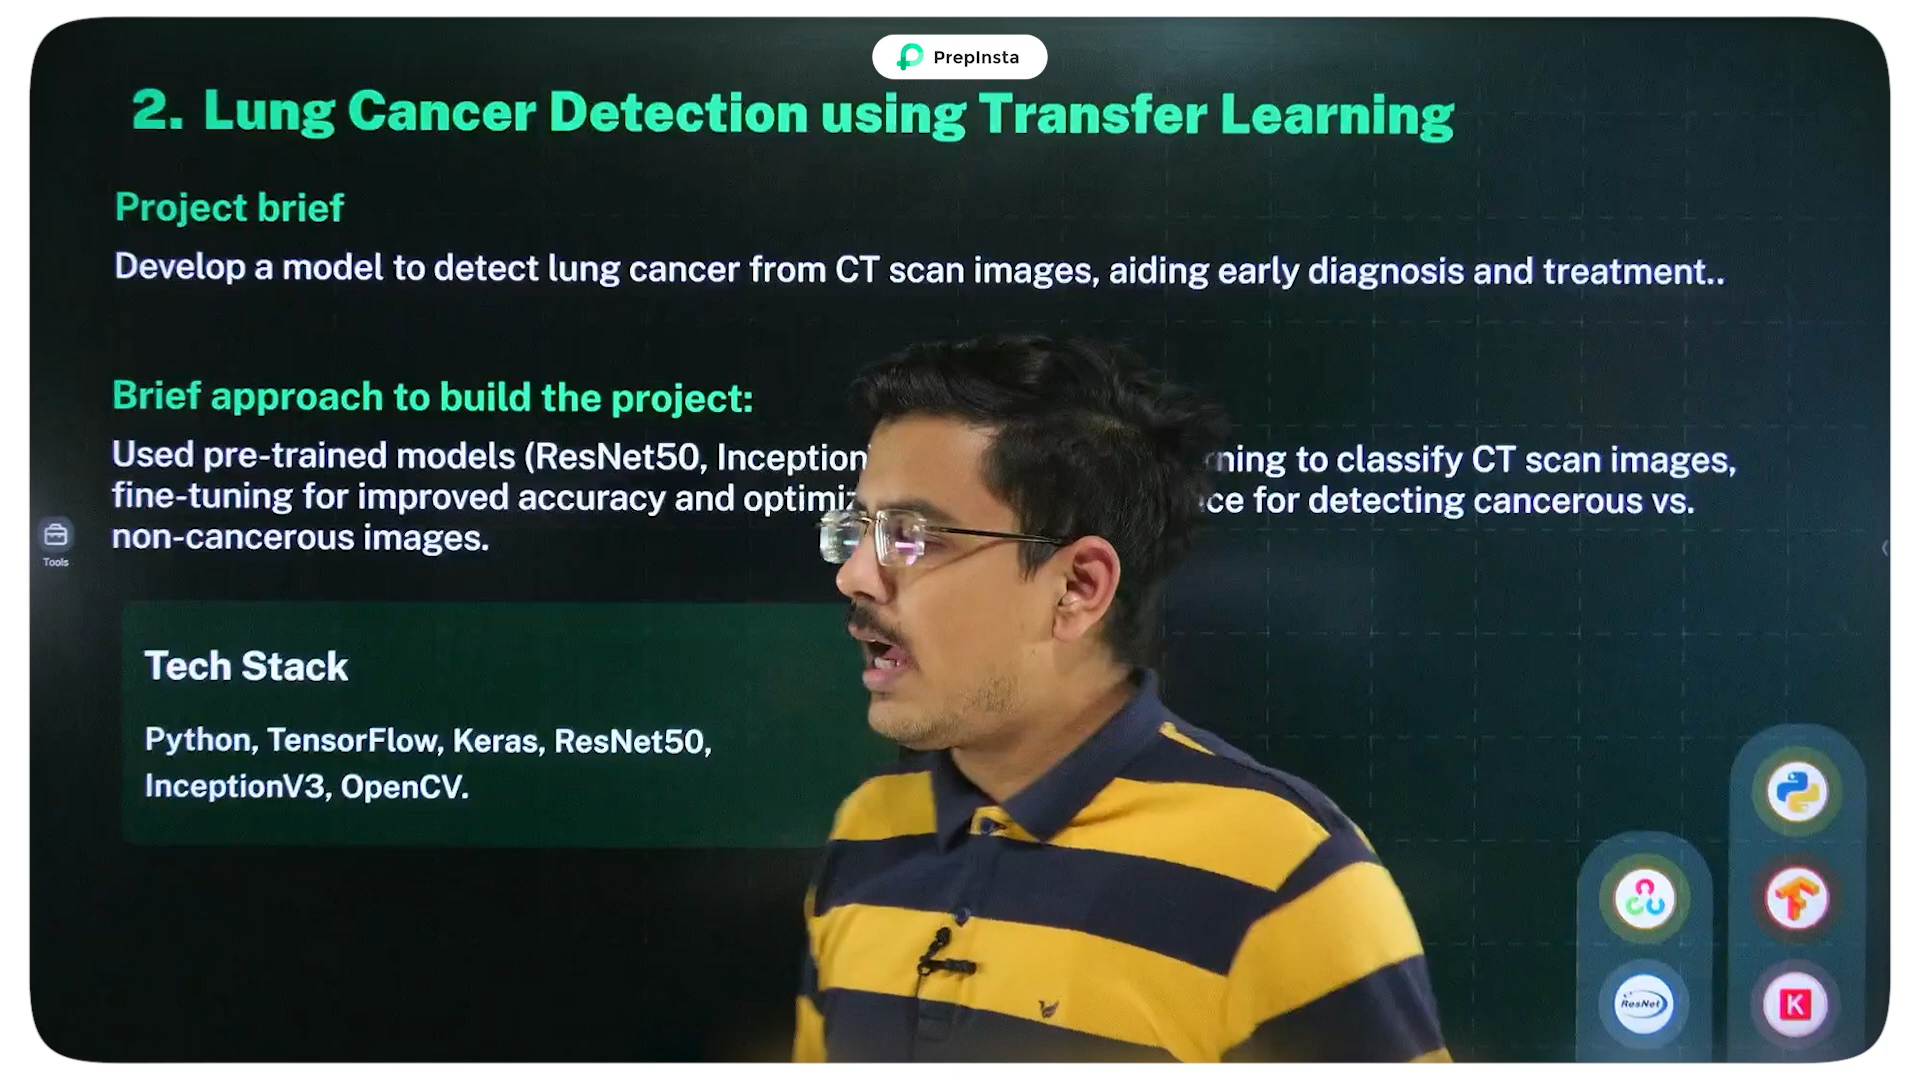 PrepInsta
2. Lung Cancer Detection using Transfer Learning
Project brief
Develop a model to detect lung cancer from CT scan images, aiding early diagnosis and treatment..
Brief approach to build the project:
Used pre-trained models (ResNet50, Inception to classify CT scan images,
fine-tuning for improved accuracy and for detecting cancerous vs.
non-cancerous images.
Tools
Tech Stack
Python, TensorFlow, Keras, ResNet50,
InceptionV3, OpenCV.
ResNet
K